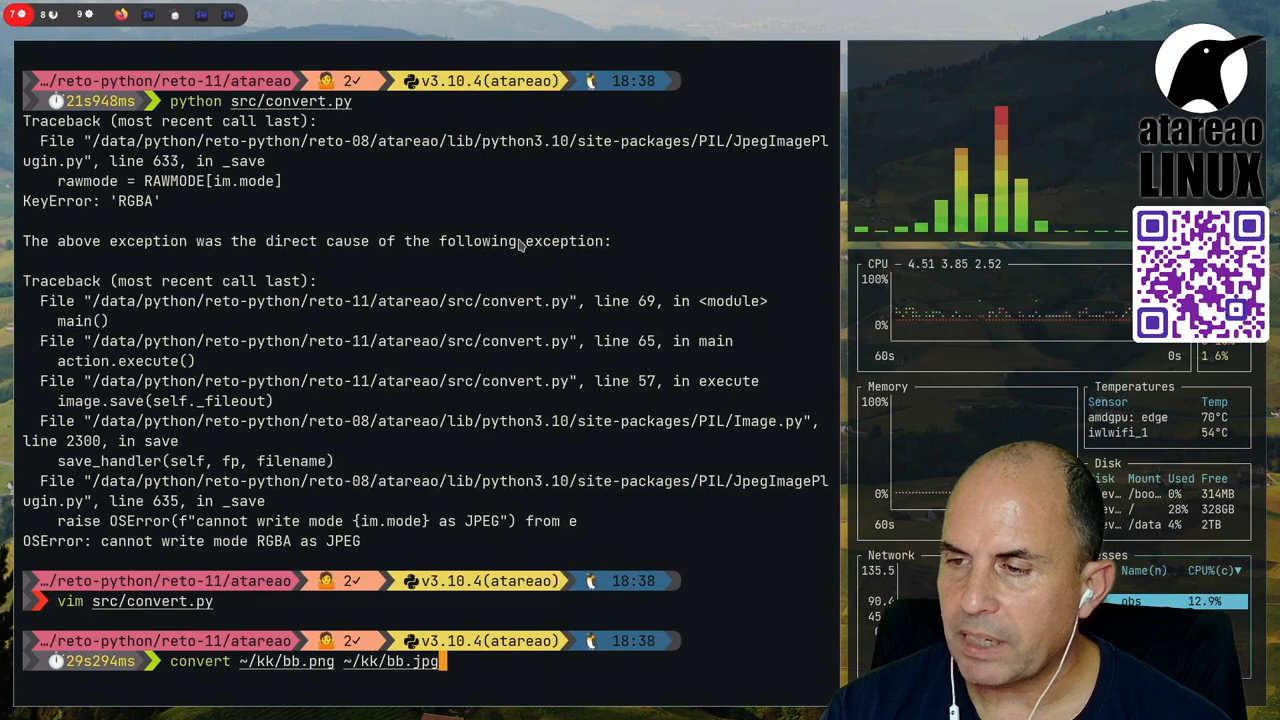 7 8 9
…/reto-python/reto-11/atareao 2✓ v3.10.4(atareao) 18:38
21s948ms python src/convert.py
Traceback (most recent call last):
File "/data/python/reto-python/reto-08/atareao/lib/python3.10/site-packages/PIL/JpegImagePl
ugin.py", line 633, in _save
rawmode = RAWMODE[im.mode]
KeyError: 'RGBA'
The above exception was the direct cause of the following exception:
Traceback (most recent call last):
File "/data/python/reto-python/reto-11/atareao/src/convert.py", line 69, in <module>
main()
File "/data/python/reto-python/reto-11/atareao/src/convert.py", line 65, in main
action.execute()
File "/data/python/reto-python/reto-11/atareao/src/convert.py", line 57, in execute
image.save(self._fileout)
File "/data/python/reto-python/reto-08/atareao/lib/python3.10/site-packages/PIL/Image.py",
line 2300, in save
save_handler(self, fp, filename)
File "/data/python/reto-python/reto-08/atareao/lib/python3.10/site-packages/PIL/JpegImagePl
ugin.py", line 635, in _save
raise OSError(f"cannot write mode {im.mode} as JPEG") from e
OSError: cannot write mode RGBA as JPEG
…/reto-python/reto-11/atareao 2✓ v3.10.4(atareao) 18:38
vim src/convert.py
…/reto-python/reto-11/atareao 2✓ v3.10.4(atareao) 18:38
29s294ms convert ~/kk/bb.png ~/kk/bb.jpg
atareao
LINUX
CPU — 4.51 3.85 2.52
100%
0%
60s 0s
1 6%
Memory
100%
0%
60s
Temperatures
Sensor Temp
amdgpu: edge 70°C
iwlwifi_1 54°C
Disk
Disk Mount Used Free
/boo… 0% 314MB
/ 28% 328GB
/data 4% 2TB
Network
135.5
90.4
Name(n) CPU%(c)▼
obs 12.9%